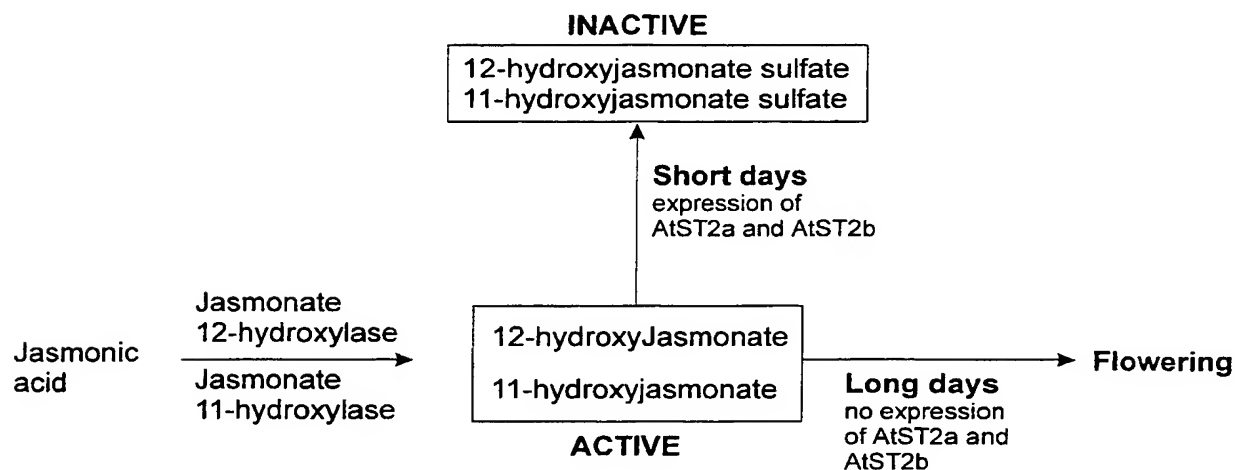 INACTIVE
12-hydroxyjasmonate sulfate
11-hydroxyjasmonate sulfate
Short days
expression of
AtST2a and AtST2b
Jasmonic
acid
Jasmonate
12-hydroxylase
Jasmonate
11-hydroxylase
12-hydroxyJasmonate
11-hydroxyjasmonate
ACTIVE
Long days
no expression
of AtST2a and
AtST2b
Flowering